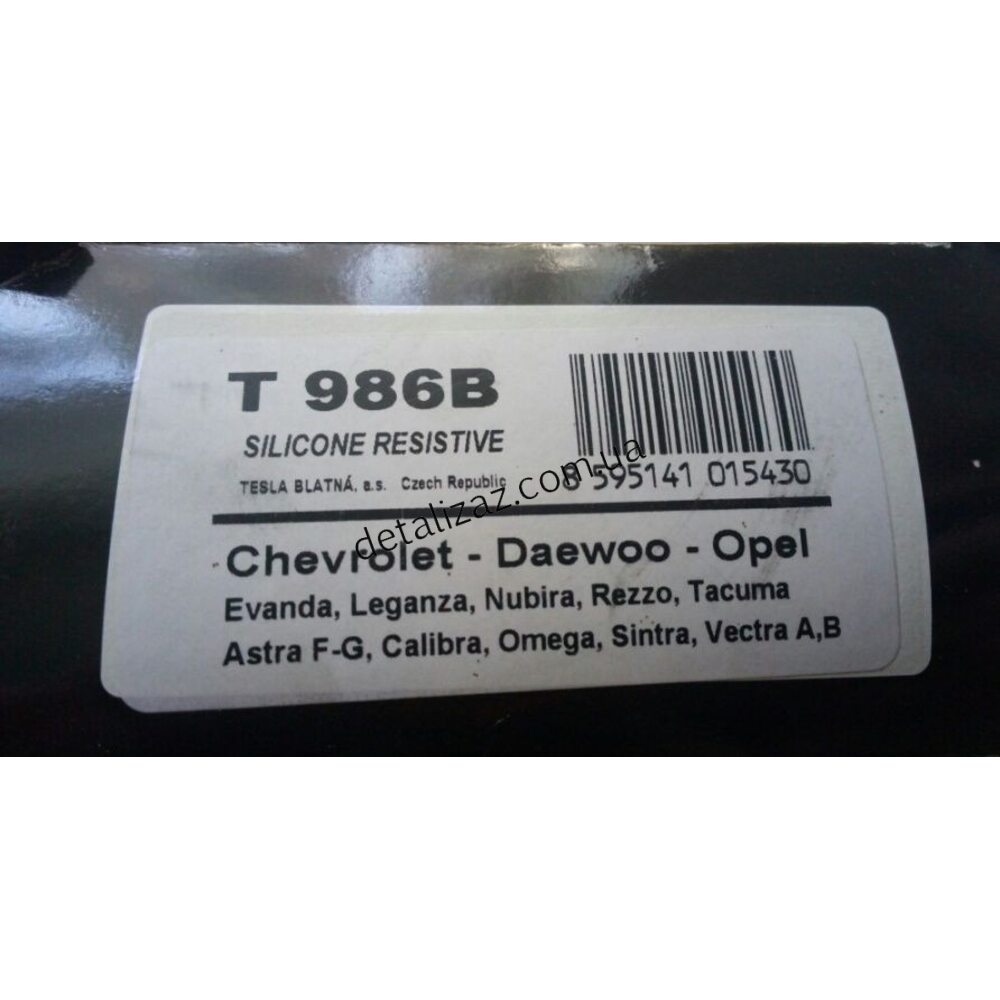 T 986B
SILICONE RESISTIVE
TESLA BLATNÁ, a.s. Czech Republic
8 595141 015430
detalizaz.com.ua
Chevrolet - Daewoo - Opel
Evanda, Leganza, Nubira, Rezzo, Tacuma
Astra F-G, Calibra, Omega, Sintra, Vectra A,B